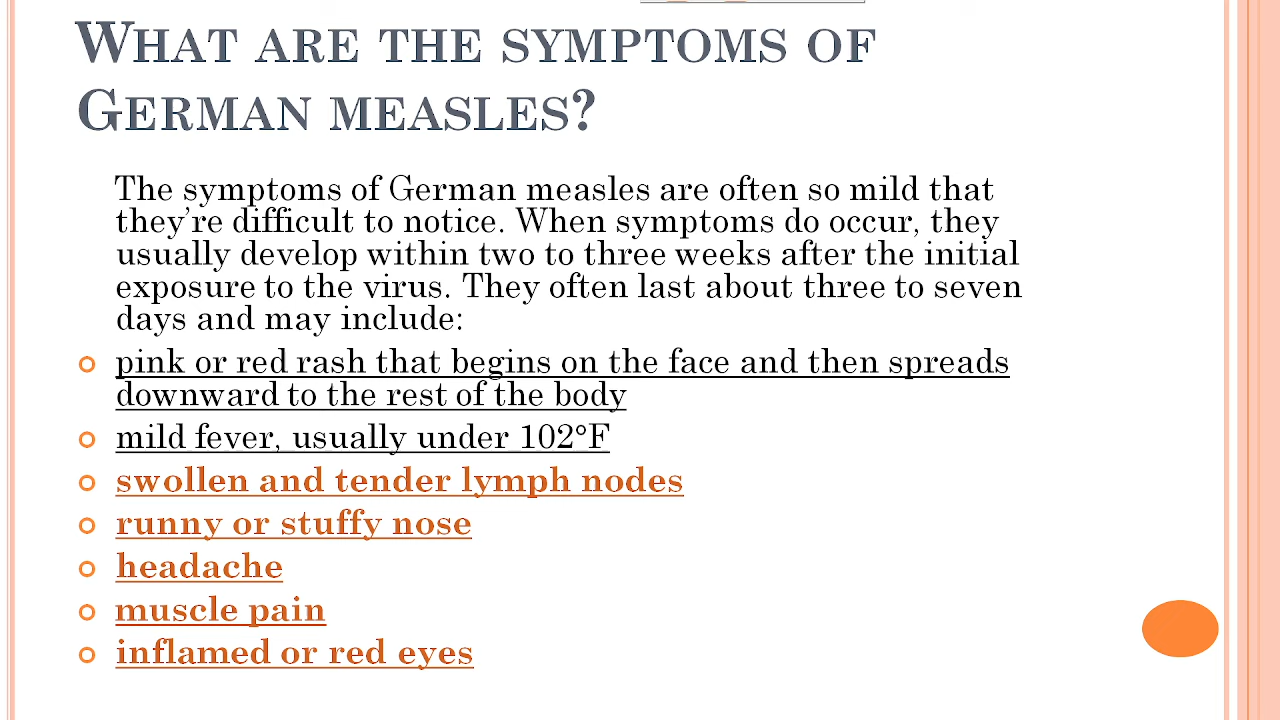 WHAT ARE THE SYMPTOMS OF
GERMAN MEASLES?
The symptoms of German measles are often so mild that
they’re difficult to notice. When symptoms do occur, they
usually develop within two to three weeks after the initial
exposure to the virus. They often last about three to seven
days and may include:
pink or red rash that begins on the face and then spreads
downward to the rest of the body
mild fever, usually under 102°F
swollen and tender lymph nodes
runny or stuffy nose
headache
muscle pain
inflamed or red eyes